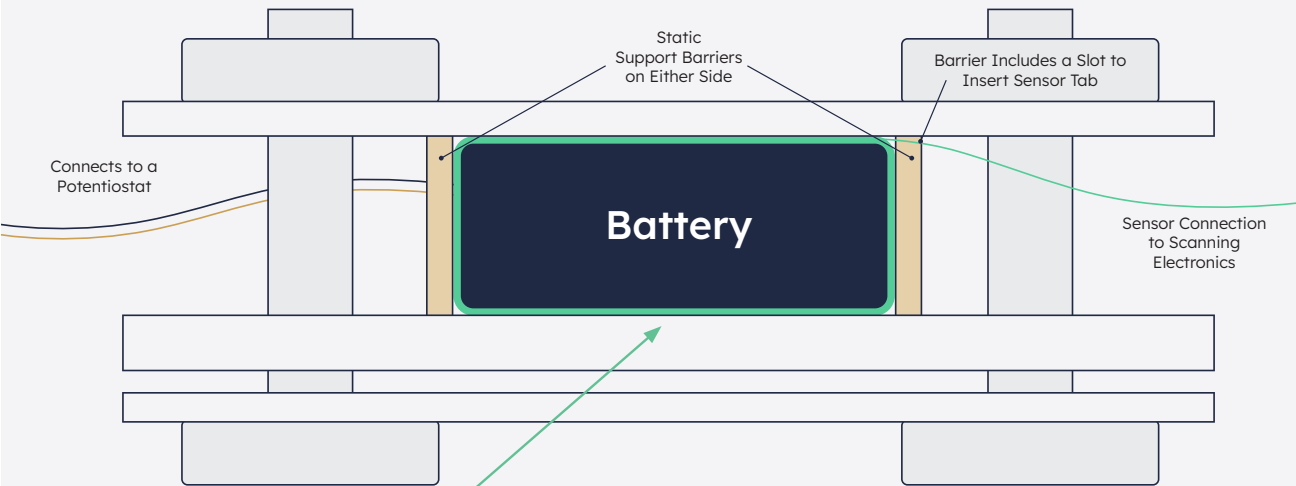 Static
Support Barriers
on Either Side
Barrier Includes a Slot to
Insert Sensor Tab
Connects to a
Potentiostat
Battery
Sensor Connection
to Scanning
Electronics